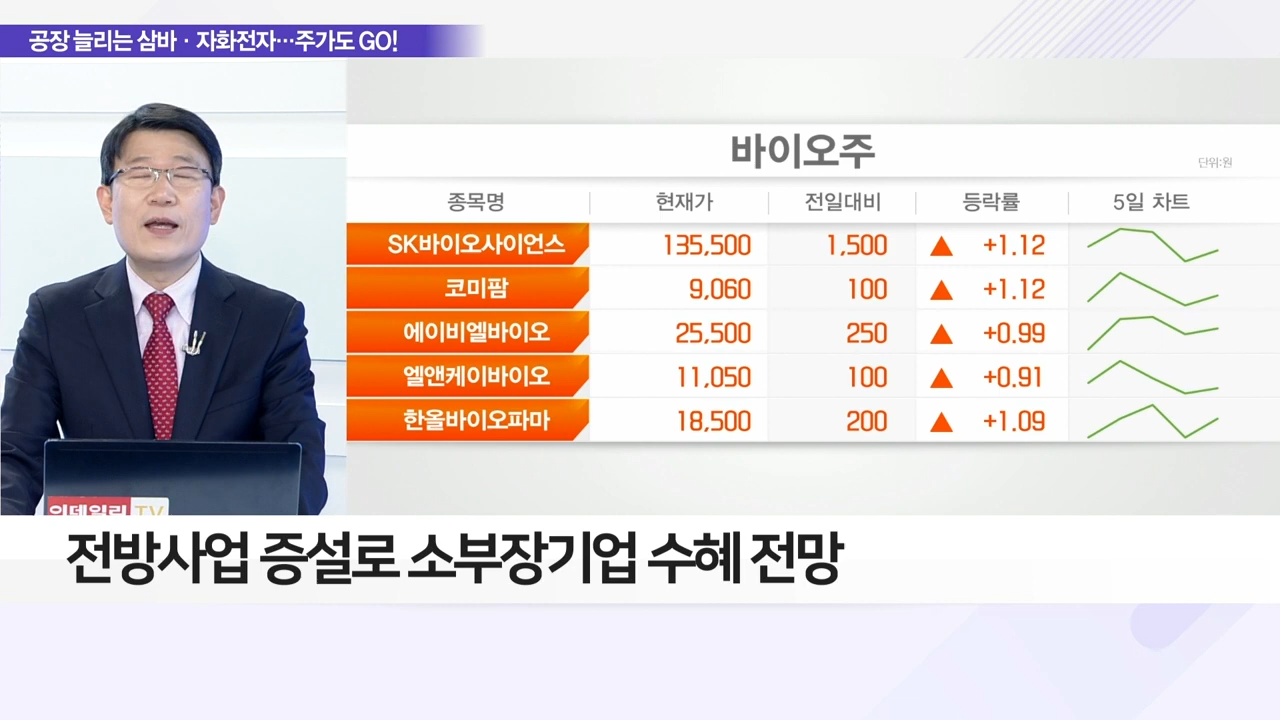 공장 늘리는 삼바 · 자화전자…주가도 GO!
바이오주
단위:원
종목명 현재가 전일대비 등락률 5일 차트
SK바이오사이언스 135,500 1,500 ▲ +1.12
코미팜 9,060 100 ▲ +1.12
에이비엘바이오 25,500 250 ▲ +0.99
엘앤케이바이오 11,050 100 ▲ +0.91
한올바이오파마 18,500 200 ▲ +1.09
이데일리 TV
전방사업 증설로 소부장기업 수혜 전망